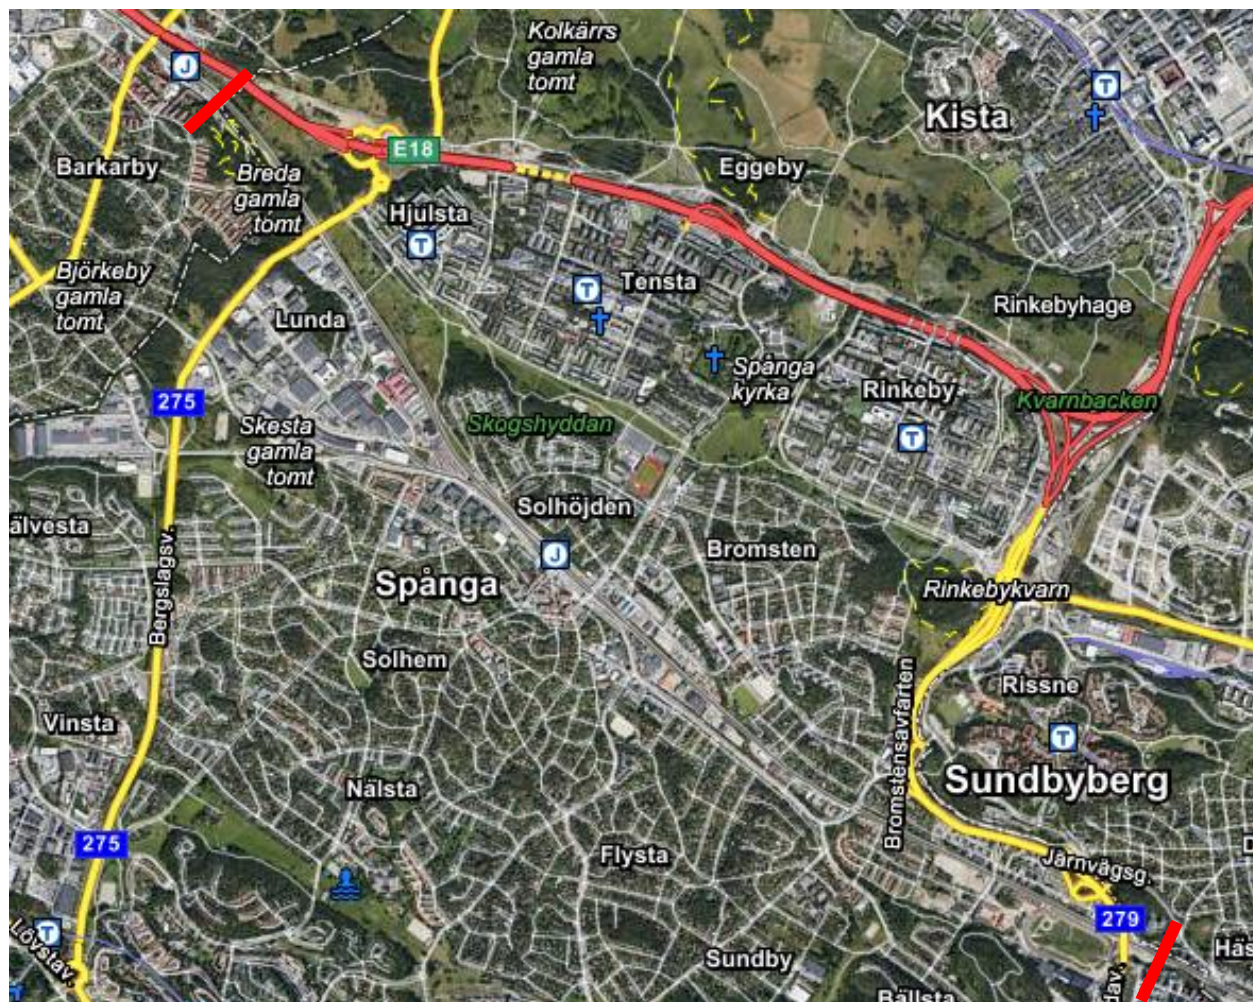 Kolkärrs
gamla
tomt
J
T
Kista
E18
Barkarby
Breda
gamla
tomt
Eggeby
Hjulsta
T
Björkeby
gamla
tomt
Tensta
T
Lunda
Rinkebyhage
Spånga
kyrka
Rinkeby
Kvarnbacken
275
Skesta
gamla
tomt
Skogshyddan
T
Solhöjden
älvesta
J
Bromsten
Bergslagsv.
Spånga
Rinkebykvarn
Solhem
Rissne
Bromstensavfarten
Vinsta
T
Nälsta
Sundbyberg
275
Flysta
Järnvägsg.
D
279
T
Lövstav.
Sundby
Häs
dav.
Bällsta